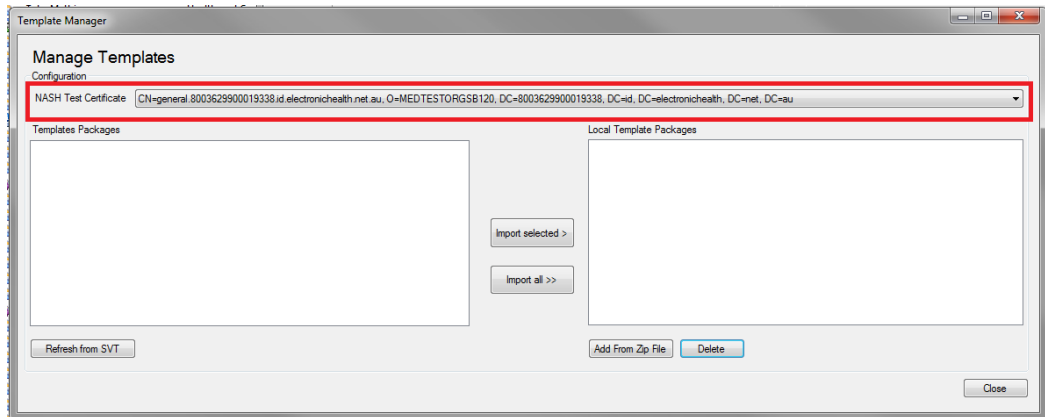 Template Manager
Manage Templates
Configuration
NASH Test Certificate CN=general.8003629900019338.id.electronichealth.net.au, O=MEDTESTORGSB120, DC=8003629900019338, DC=id, DC=electronichealth, DC=net, DC=au
Templates Packages Local Template Packages
Import selected >
Import all >>
Refresh from SVT Add From Zip File Delete
Close